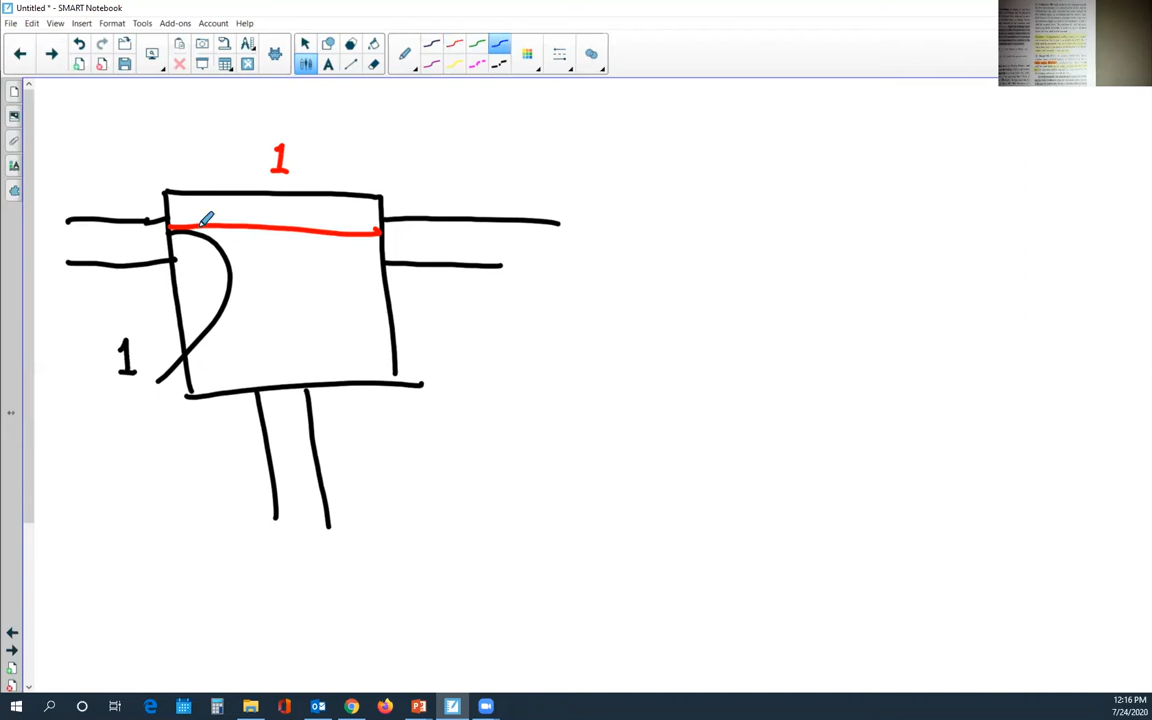 Untitled * - SMART Notebook
File Edit View Insert Format Tools Add-ons Account Help
1
1
12:16 PM
7/24/2020